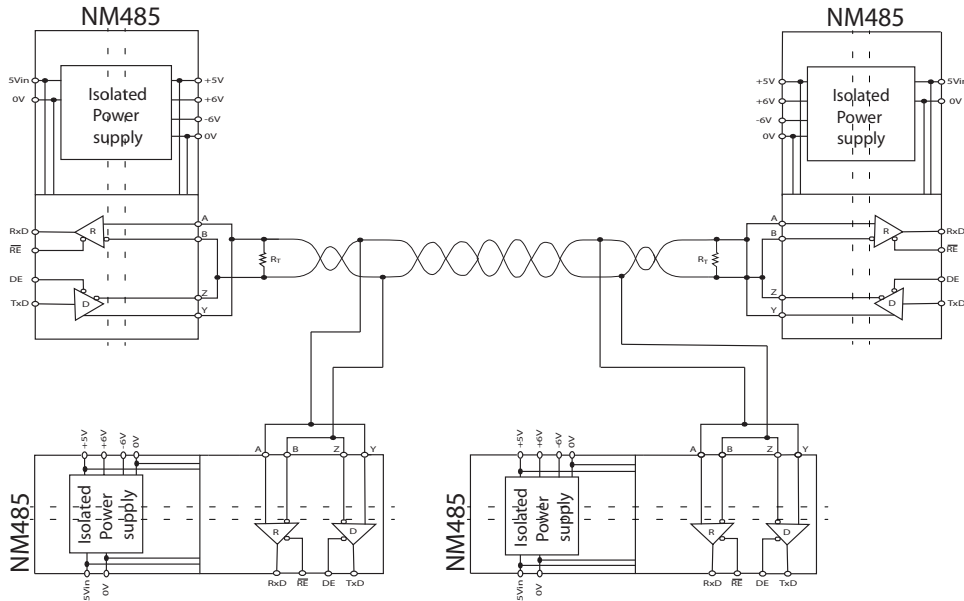 NM485
NM485
5Vin
0V
Isolated
Power
supply
+5V
+6V
-6V
0V
+5V
+6V
-6V
0V
Isolated
Power
supply
5Vin
0V
RxD
RE
DE
TxD
R
D
A
B
Z
Y
RT
RT
A
B
Z
Y
R
D
RxD
RE
DE
TxD
NM485
+5V
+6V
-6V
0V
Isolated
Power
supply
5Vin
0V
A
B
Z
Y
R
D
RxD
RE
DE
TxD
NM485
+5V
+6V
-6V
0V
Isolated
Power
supply
5Vin
0V
A
B
Z
Y
R
D
RxD
RE
DE
TxD